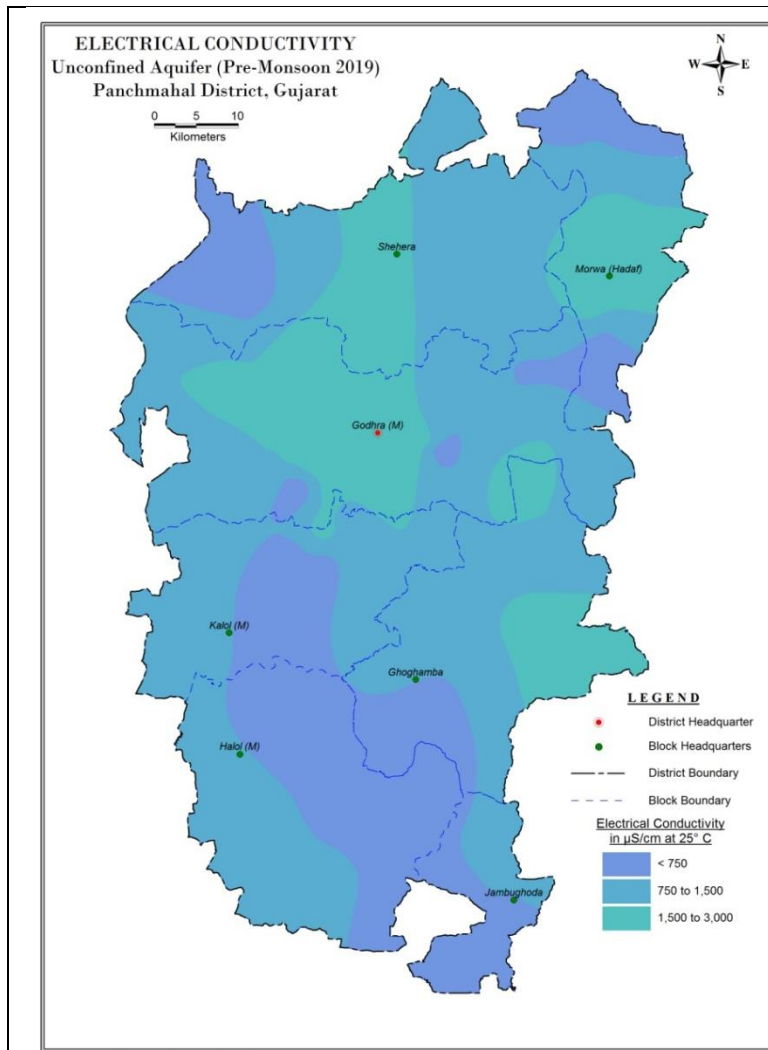 ELECTRICAL CONDUCTIVITY
Unconfined Aquifer (Pre-Monsoon 2019)
Panchmahal District, Gujarat
0 5 10
Kilometers
N
W E
S
Shehera
Morwa (Hadaf)
Godhra (M)
Kalol (M)
Ghoghamba
Halol (M)
Jambughoda
LEGEND
District Headquarter
Block Headquarters
District Boundary
Block Boundary
Electrical Conductivity
in µS/cm at 25° C
< 750
750 to 1,500
1,500 to 3,000